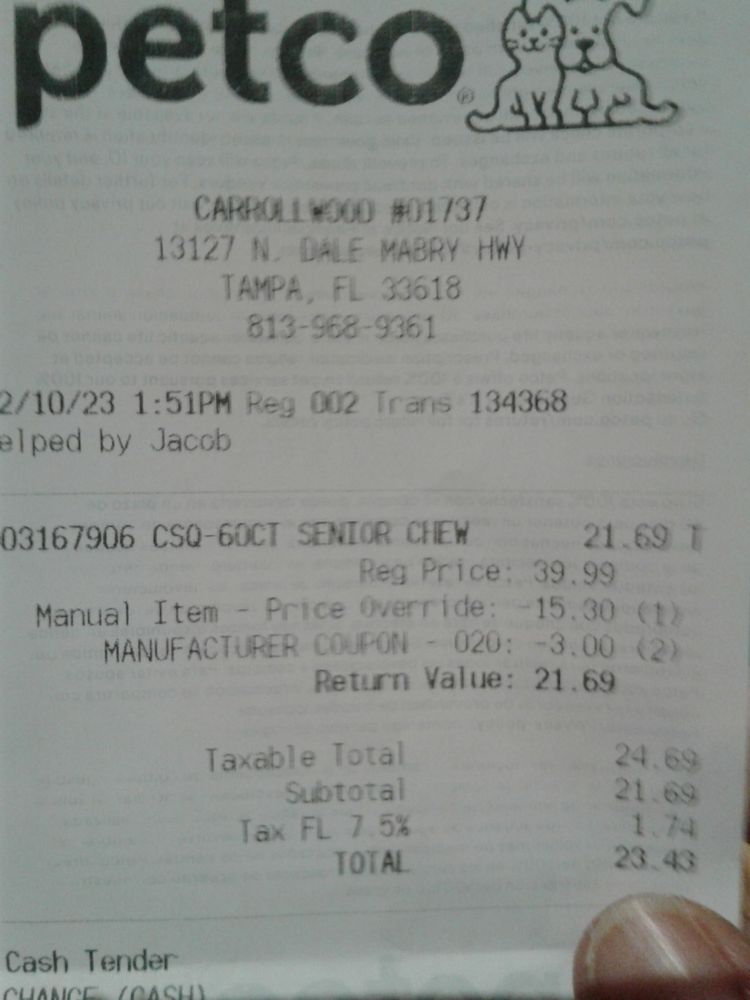 petco®
CARROLLWOOD #01737
13127 N. DALE MABRY HWY
TAMPA, FL 33618
813-968-9361
2/10/23 1:51PM Reg 002 Trans 134368
elped by Jacob
03167906 CSQ-60CT SENIOR CHEW 21.69 T
Reg Price: 39.99
Manual Item - Price Override: -15.30 (1)
MANUFACTURER COUPON - 020: -3.00 (2)
Return Value: 21.69
Taxable Total 24.69
Subtotal 21.69
Tax FL 7.5% 1.74
TOTAL 23.43
Cash Tender
CHANGE (CASH)